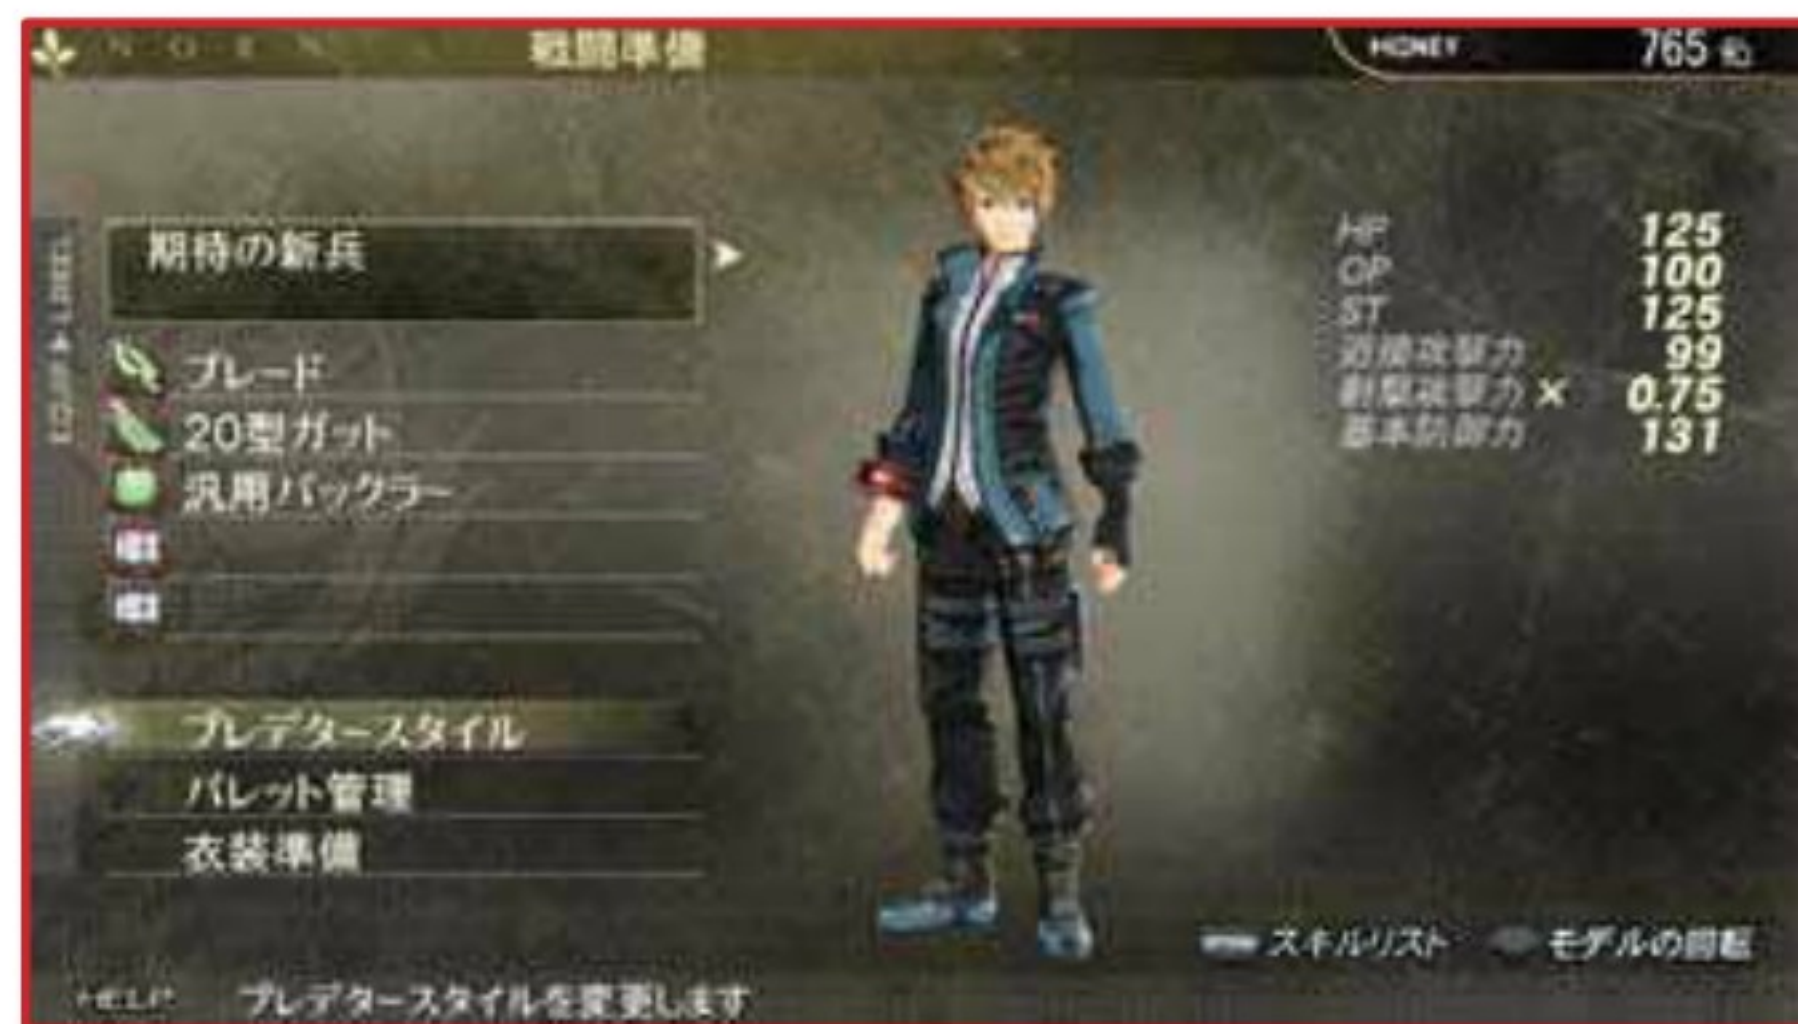 NORN 戦闘準備 MONEY 765 fc
期待の新兵
ブレード
20型ガット
汎用バックラー
プレデタースタイル
バレット管理
衣装準備
HP 125
OP 100
ST 125
近接攻撃力 99
射撃攻撃力 × 0.75
基本防御力 131
スキルリスト モデルの回転
HELP プレデタースタイルを変更します